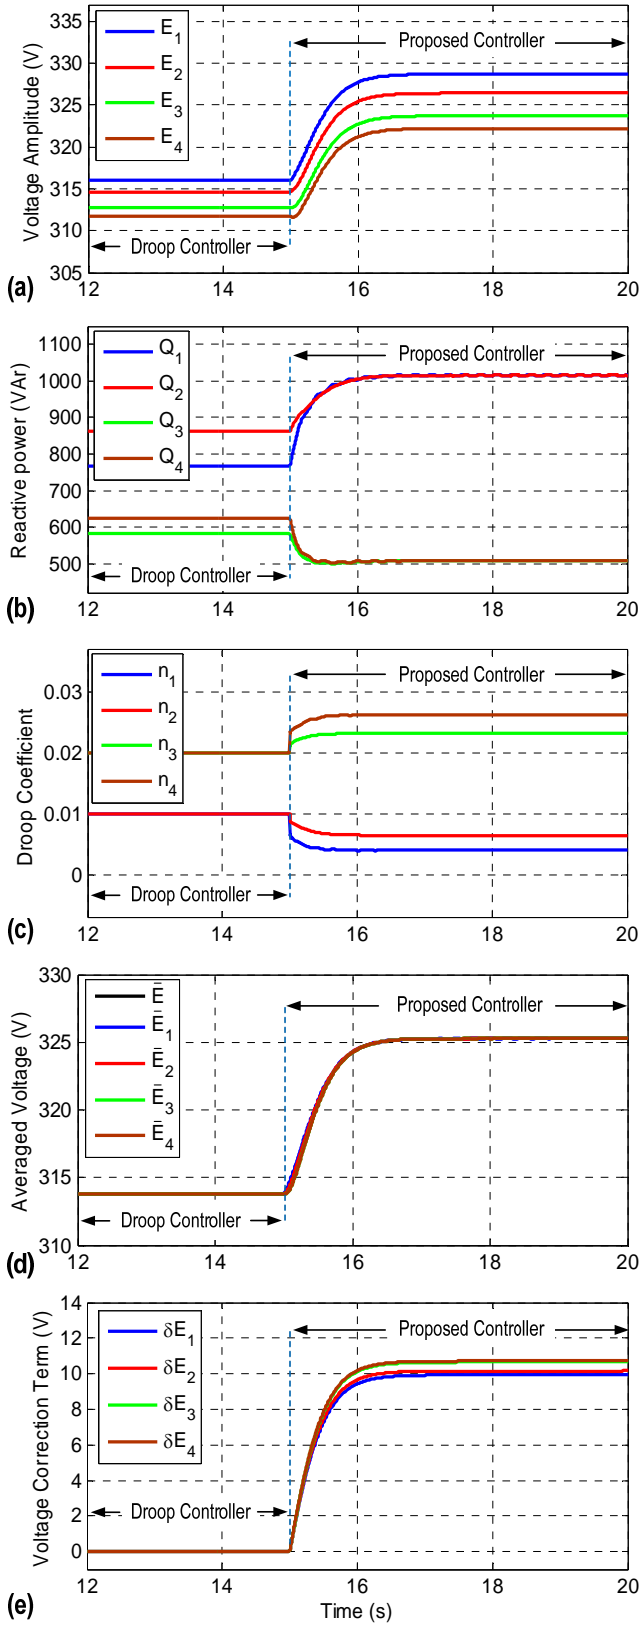 335
330
325
320
315
310
305
Voltage Amplitude (V)
E1
E2
E3
E4
Proposed Controller
Droop Controller
12 14 16 18 20
(a)
1100
1000
900
800
700
600
500
Reactive power (VAr)
Q1
Q2
Q3
Q4
Proposed Controller
Droop Controller
12 14 16 18 20
(b)
0.03
0.02
0.01
0
Droop Coefficient
n1
n2
n3
n4
Proposed Controller
Droop Controller
12 14 16 18 20
(c)
330
325
320
315
310
Averaged Voltage (V)
Ē
Ē1
Ē2
Ē3
Ē4
Proposed Controller
Droop Controller
12 14 16 18 20
(d)
14
12
10
8
6
4
2
0
Voltage Correction Term (V)
δE1
δE2
δE3
δE4
Proposed Controller
Droop Controller
12 14 16 18 20
Time (s)
(e)